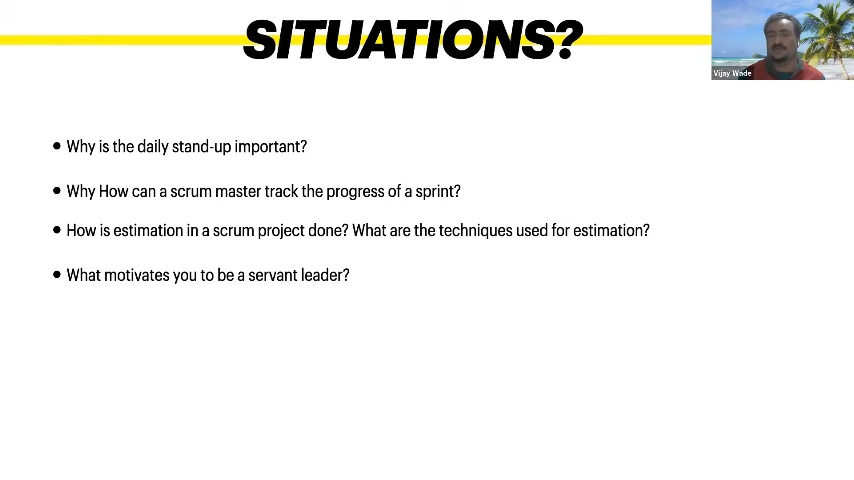 SITUATIONS?
Vijay Wade
• Why is the daily stand-up important?
• Why How can a scrum master track the progress of a sprint?
• How is estimation in a scrum project done? What are the techniques used for estimation?
• What motivates you to be a servant leader?